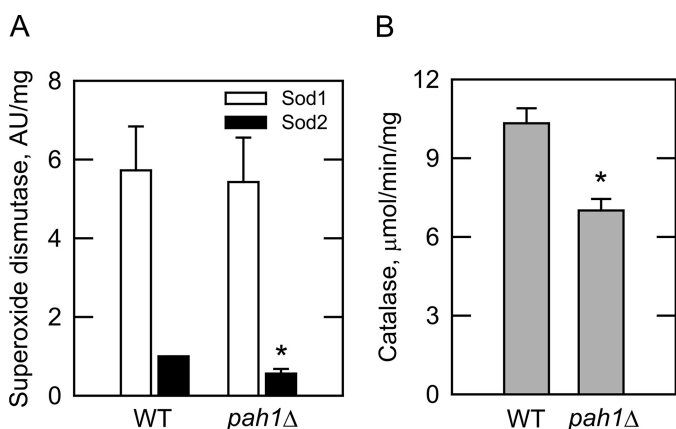 A
Superoxide dismutase, AU/mg
8
6
4
2
0
Sod1
Sod2
*
WT
pah1Δ
B
Catalase, μmol/min/mg
12
10
6
3
0
*
WT
pah1Δ